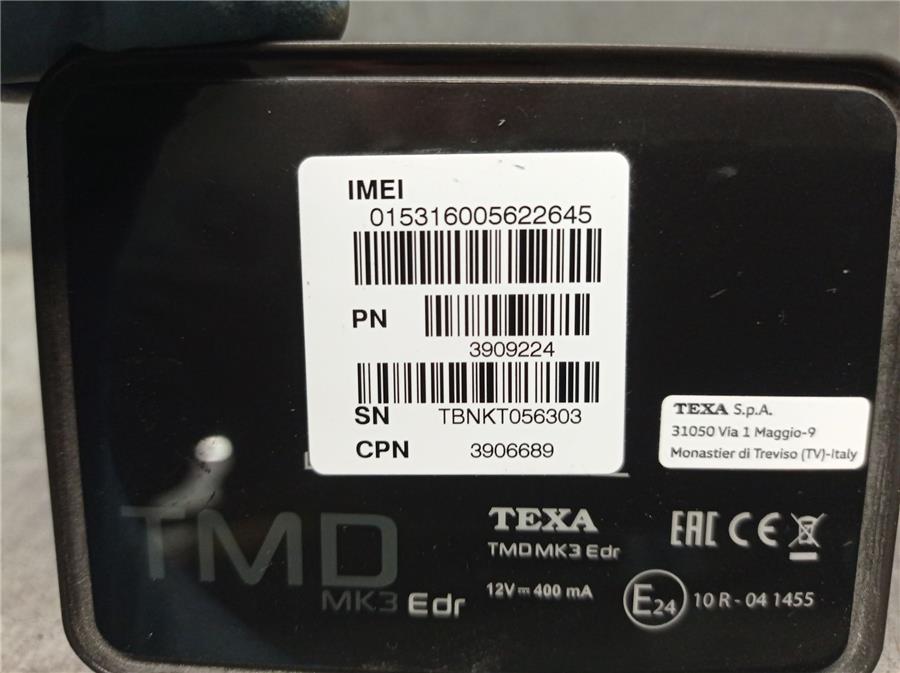 IMEI
015316005622645
PN
3909224
SN TBNKT056303
CPN 3906689
TEXA S.p.A.
31050 Via 1 Maggio-9
Monastier di Treviso (TV)-Italy
TMD
MK3 Edr
TEXA
TMD MK3 Edr
12V⎓400 mA
EAC CE
E24 10 R - 04 1455